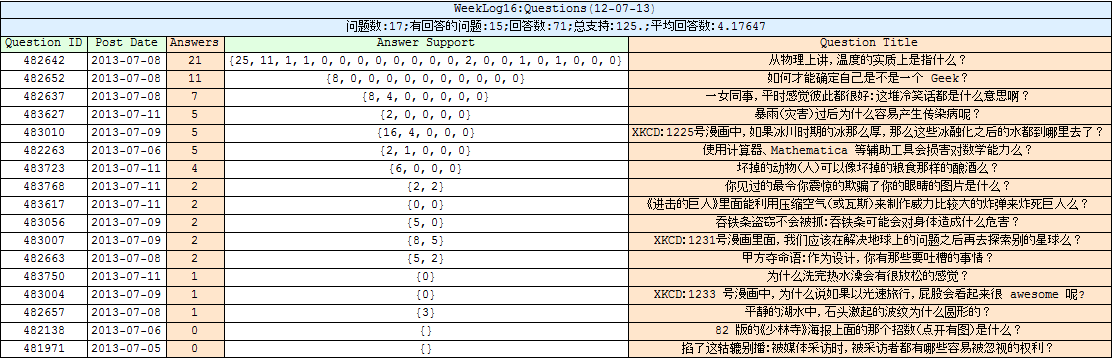 WeekLog16:Questions(12-07-13)
问题数:17;有回答的问题:15;回答数:71;总支持:125.;平均回答数:4.17647
Question ID Post Date Answers Answer Support Question Title
482642 2013-07-08 21 {25, 11, 1, 1, 0, 0, 0, 0, 0, 0, 0, 0, 2, 0, 0, 1, 0, 1, 0, 0, 0} 从物理上讲,温度的实质上是指什么?
482652 2013-07-08 11 {8, 0, 0, 0, 0, 0, 0, 0, 0, 0, 0} 如何才能确定自己是不是一个 Geek?
482637 2013-07-08 7 {8, 4, 0, 0, 0, 0, 0} 一女同事,平时感觉彼此都很好:这堆冷笑话都是什么意思啊?
483627 2013-07-11 5 {2, 0, 0, 0, 0} 暴雨(灾害)过后为什么容易产生传染病呢?
483010 2013-07-09 5 {16, 4, 0, 0, 0} XKCD:1225号漫画中,如果冰川时期的冰那么厚,那么这些冰融化之后的水都到哪里去了?
482263 2013-07-06 5 {2, 1, 0, 0, 0} 使用计算器、Mathematica 等辅助工具会损害对数学能力么?
483723 2013-07-11 4 {6, 0, 0, 0} 坏掉的动物(人)可以像坏掉的粮食那样的酿酒么?
483768 2013-07-11 2 {2, 2} 你见过的最令你震惊的欺骗了你的眼睛的图片是什么?
483617 2013-07-11 2 {0, 0} 《进击的巨人》里面能利用压缩空气(或瓦斯)来制作威力比较大的炸弹来炸死巨人么?
483056 2013-07-09 2 {5, 0} 吞铁条盗窃不会被抓:吞铁条可能会对身体造成什么危害?
483007 2013-07-09 2 {8, 5} XKCD:1231号漫画里面,我们应该在解决地球上的问题之后再去探索别的星球么?
482663 2013-07-08 2 {5, 2} 甲方夺命语:作为设计,你有那些要吐槽的事情?
483750 2013-07-11 1 {0} 为什么洗完热水澡会有很放松的感觉?
483004 2013-07-09 1 {0} XKCD:1233 号漫画中,为什么说如果以光速旅行,屁股会看起来很 awesome 呢?
482657 2013-07-08 1 {3} 平静的湖水中,石头激起的波纹为什么圆形的?
482138 2013-07-06 0 {} 82 版的《少林寺》海报上面的那个招数(点开有图)是什么?
481971 2013-07-05 0 {} 掐了这轱辘别播:被媒体采访时,被采访者都有哪些容易被忽视的权利?